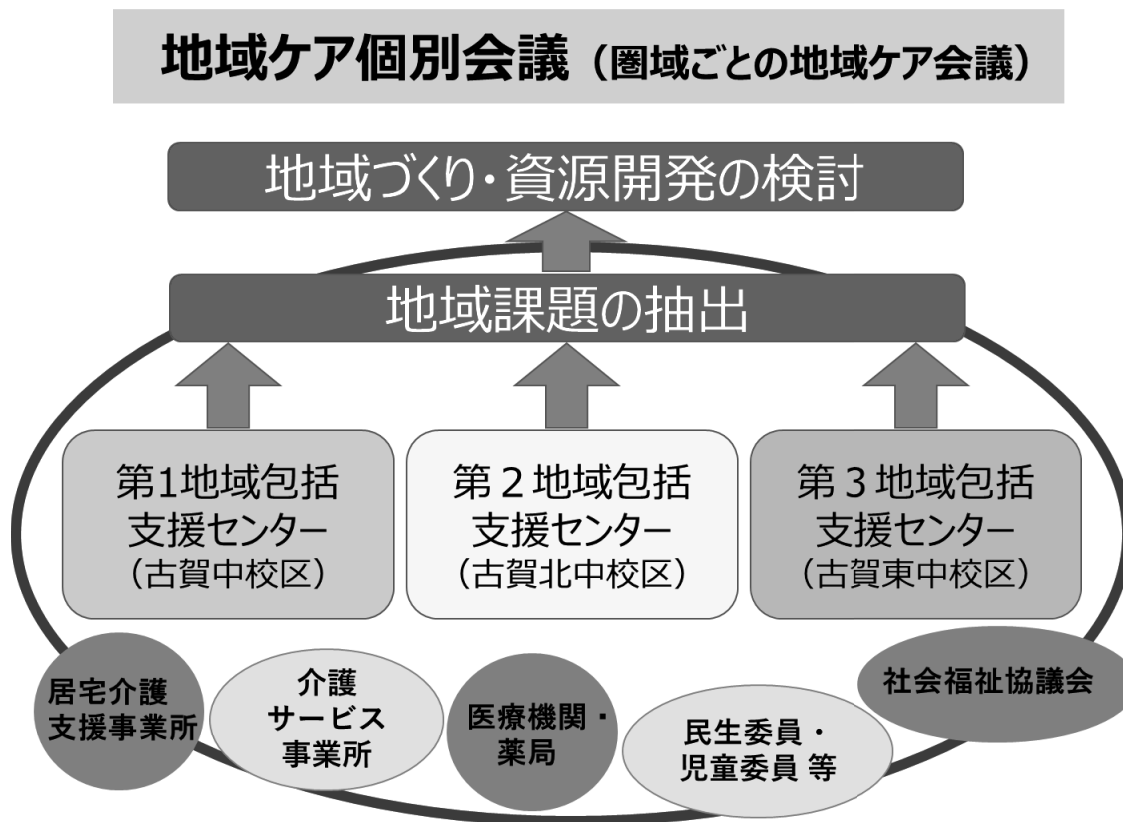 地域ケア個別会議（圏域ごとの地域ケア会議）
地域づくり・資源開発の検討
地域課題の抽出
第1地域包括
支援センター
（古賀中校区）
第２地域包括
支援センター
（古賀北中校区）
第３地域包括
支援センター
（古賀東中校区）
居宅介護
支援事業所
介護
サービス
事業所
医療機関・
薬局
民生委員・
児童委員 等
社会福祉協議会